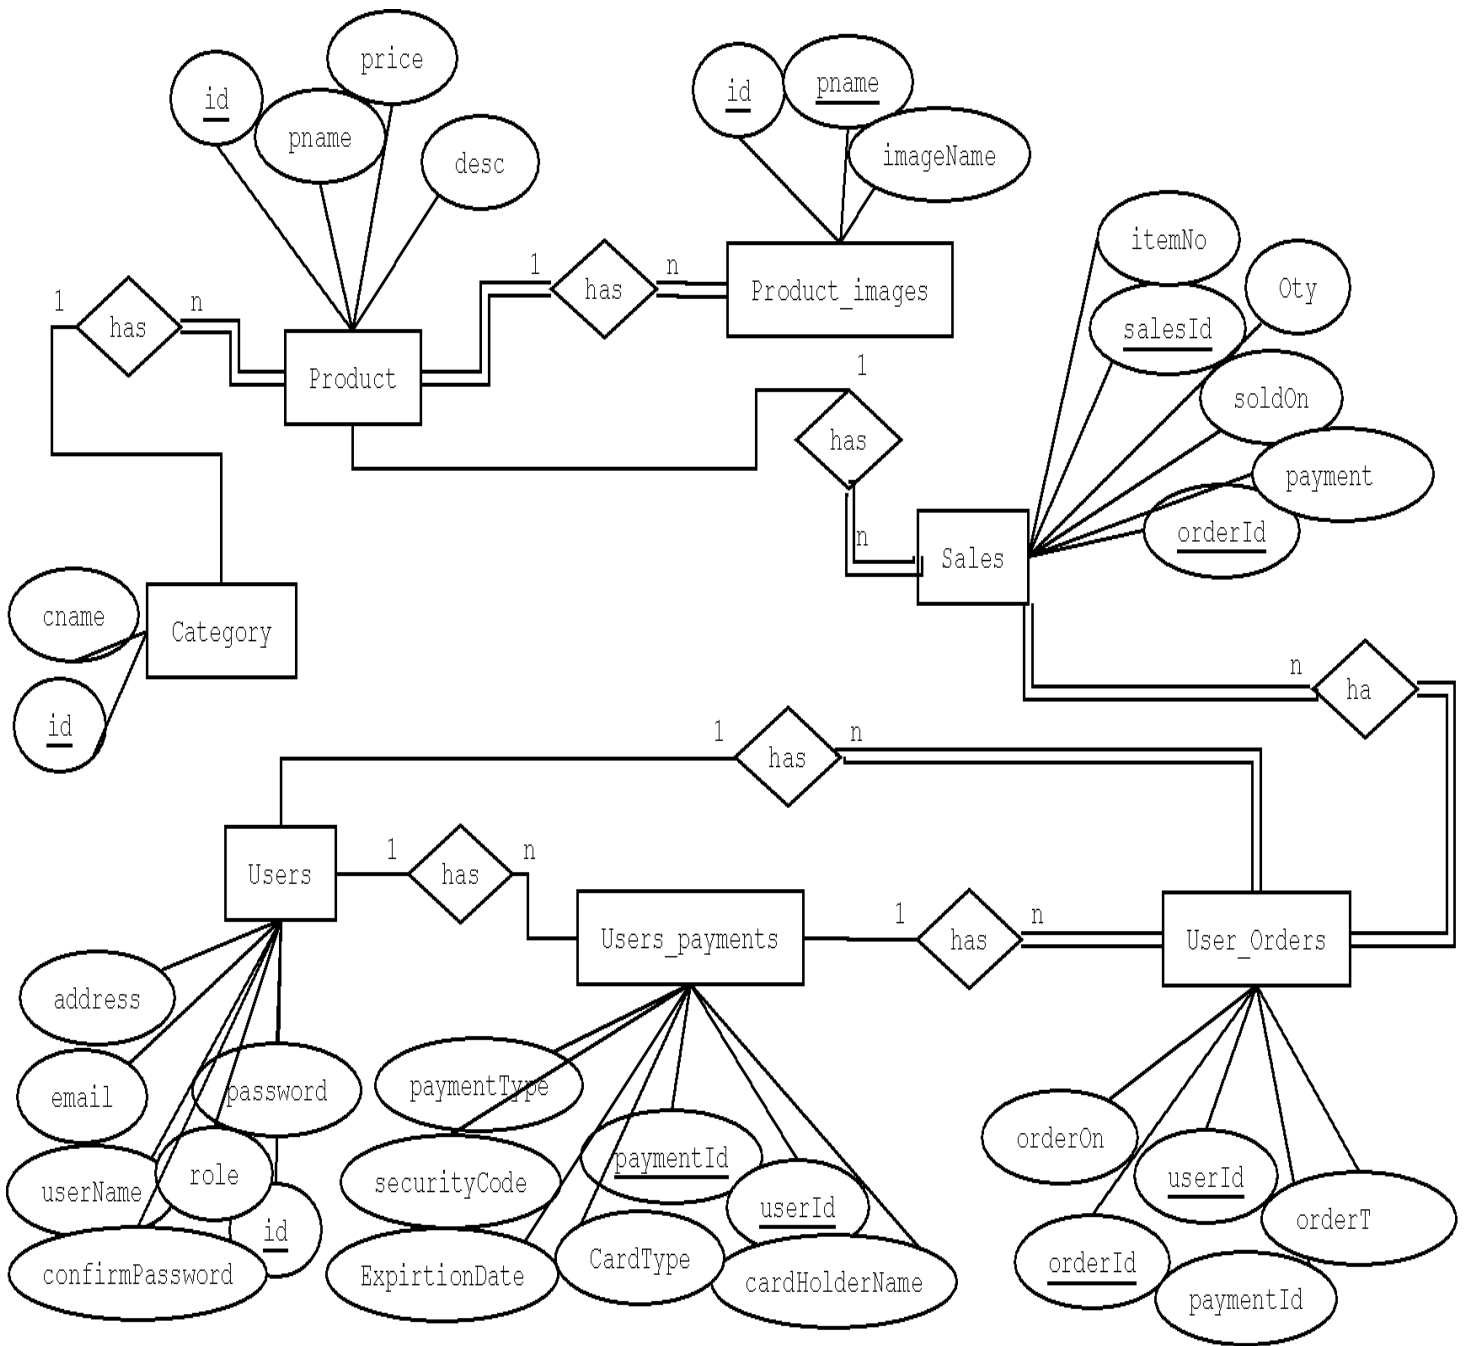 price
id
pname
desc
id
pname
imageName
1
has
n
1
has
n
Product_images
Product
itemNo
Oty
salesId
soldOn
payment
orderId
1
has
n
Sales
cname
Category
id
n
ha
1
has
n
Users
1
has
n
Users_payments
1
has
n
User_Orders
address
email
password
userName
role
id
confirmPassword
paymentType
securityCode
paymentId
userId
ExpirtionDate
CardType
cardHolderName
orderOn
userId
orderT
orderId
paymentId